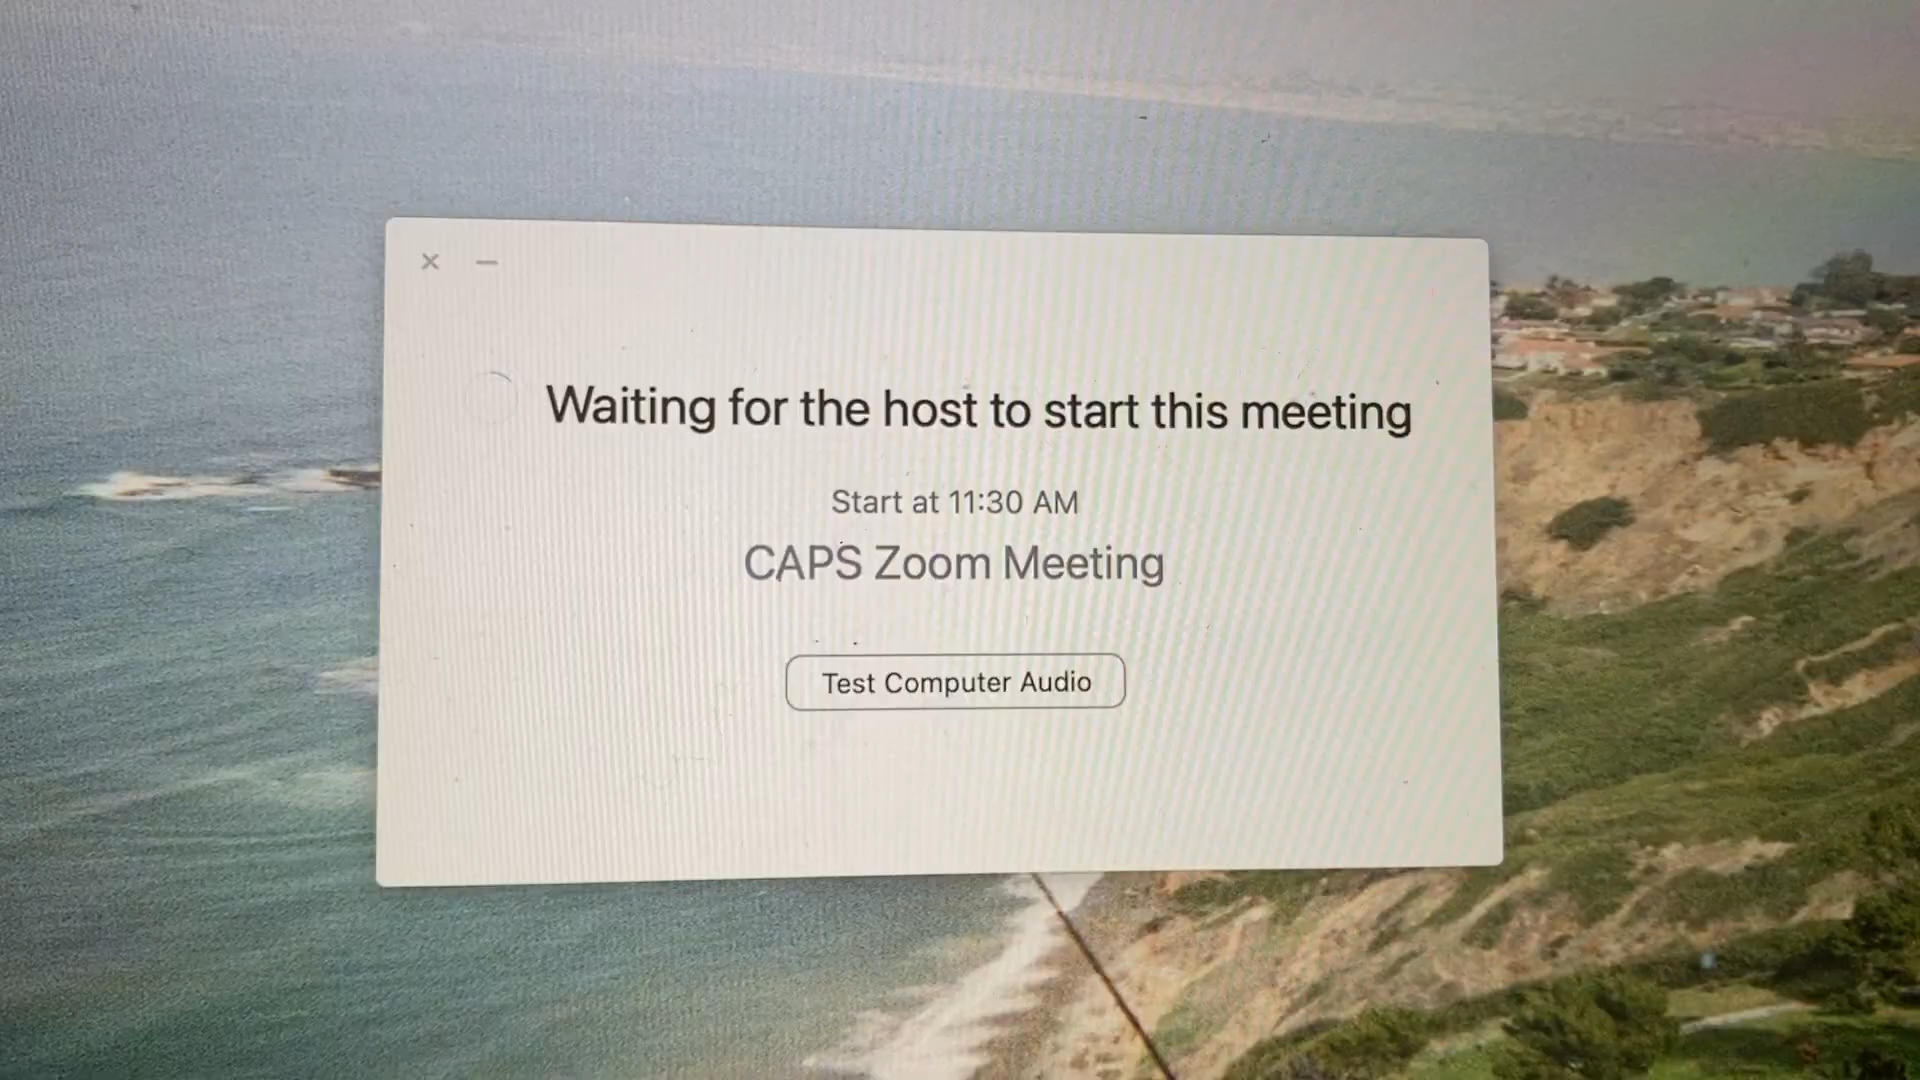 Waiting for the host to start this meeting
Start at 11:30 AM
CAPS Zoom Meeting
Test Computer Audio